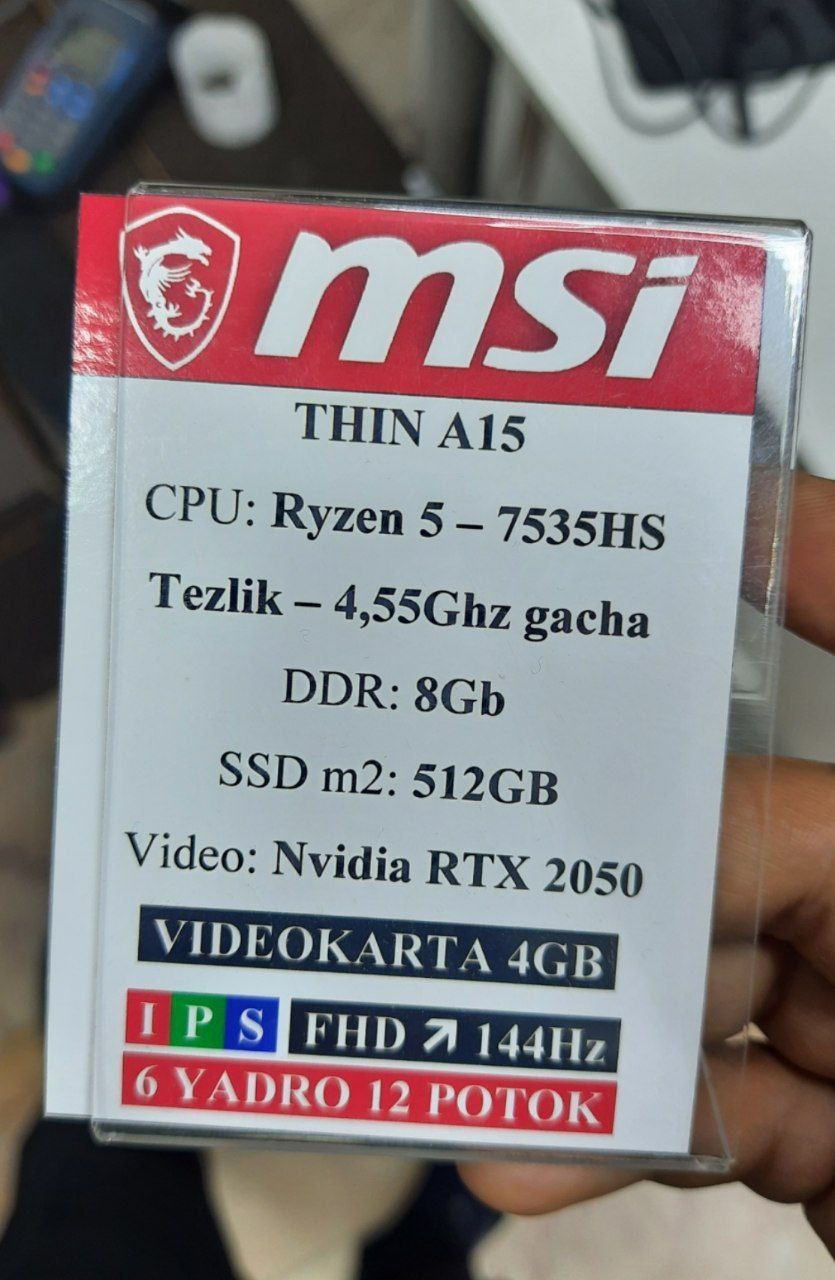 msi
THIN A15
CPU: Ryzen 5 – 7535HS
Tezlik – 4,55Ghz gacha
DDR: 8Gb
SSD m2: 512GB
Video: Nvidia RTX 2050
VIDEOKARTA 4GB
IPS FHD ↗ 144Hz
6 YADRO 12 POTOK